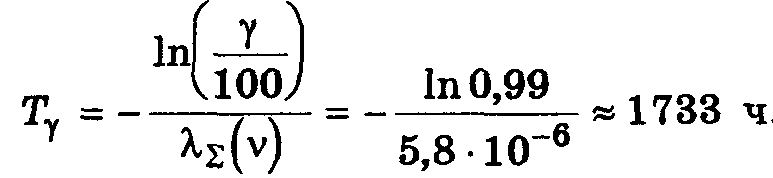 T_γ = − ln(γ/100) / λ_Σ(ν) = − ln 0,99 / 5,8 · 10⁻⁶ ≈ 1733 ч.